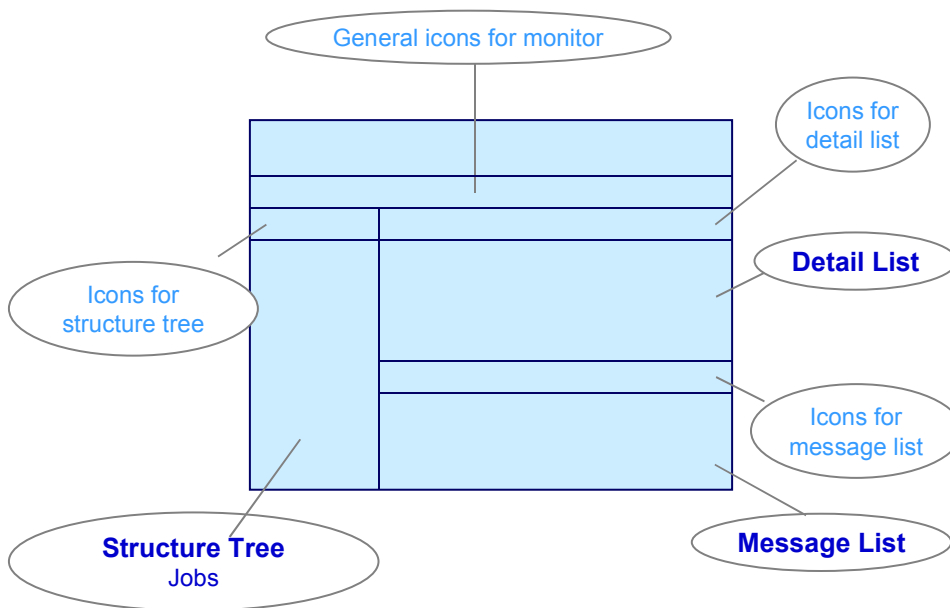 General icons for monitor
Icons for
detail list
Detail List
Icons for
structure tree
Icons for
message list
Structure Tree
Jobs
Message List